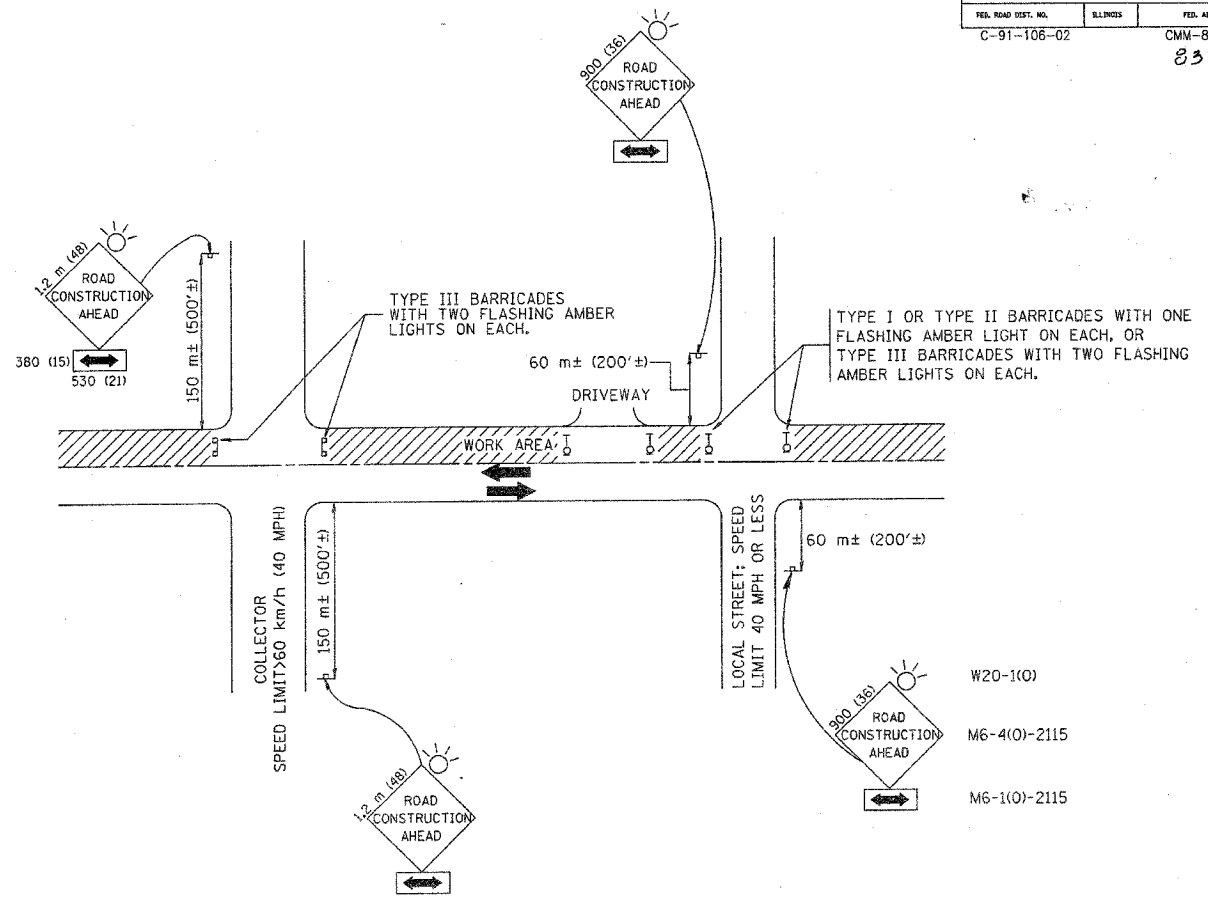 FED. ROAD DIST. NO. ILLINOIS
C-91-106-02 CMM-8
83
900 (36)
ROAD
CONSTRUCTION
AHEAD
1.2 m (48)
ROAD
CONSTRUCTION
AHEAD
380 (15)
530 (21)
150 m± (500'±)
TYPE III BARRICADES
WITH TWO FLASHING AMBER
LIGHTS ON EACH.
60 m± (200'±)
DRIVEWAY
TYPE I OR TYPE II BARRICADES WITH ONE
FLASHING AMBER LIGHT ON EACH, OR
TYPE III BARRICADES WITH TWO FLASHING
AMBER LIGHTS ON EACH.
WORK AREA
COLLECTOR
SPEED LIMIT>60 km/h (40 MPH)
150 m± (500'±)
LOCAL STREET; SPEED
LIMIT 40 MPH OR LESS
60 m± (200'±)
1.2 m (48)
ROAD
CONSTRUCTION
AHEAD
900 (36)
ROAD
CONSTRUCTION
AHEAD
W20-1(O)
M6-4(O)-2115
M6-1(O)-2115